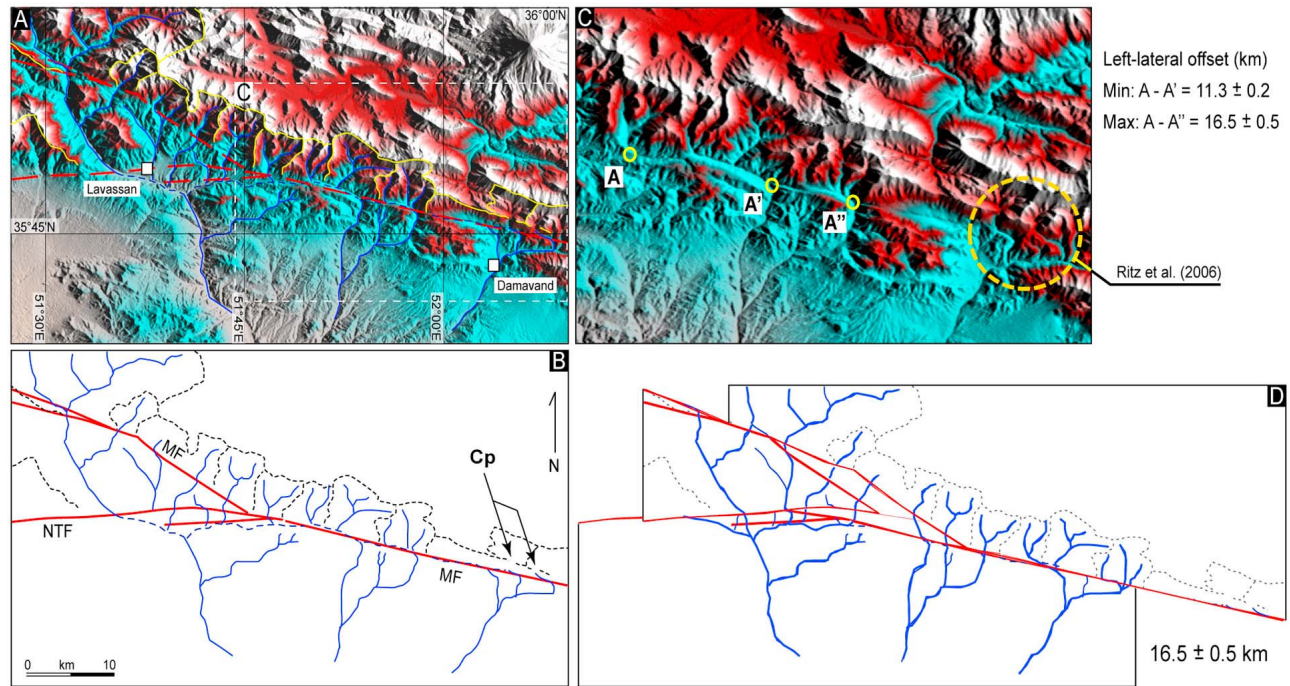 A
36°00'N
C
Lavassan
35°45'N
Damavand
51°30'E
51°45'E
52°00'E
C
A
A'
A''
Left-lateral offset (km)
Min: A - A' = 11.3 ± 0.2
Max: A - A'' = 16.5 ± 0.5
Ritz et al. (2006)
B
MF
Cp
N
NTF
MF
0 km 10
D
16.5 ± 0.5 km